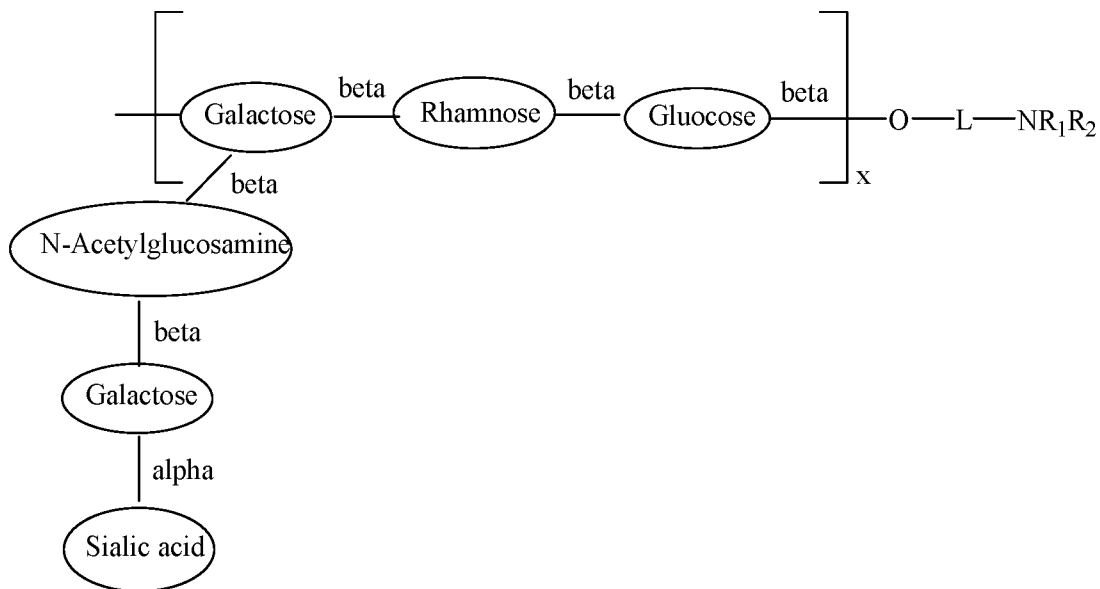 beta beta beta
Galactose Rhamnose Gluocose O L NR₁R₂
x
beta
N-Acetylglucosamine
beta
Galactose
alpha
Sialic acid